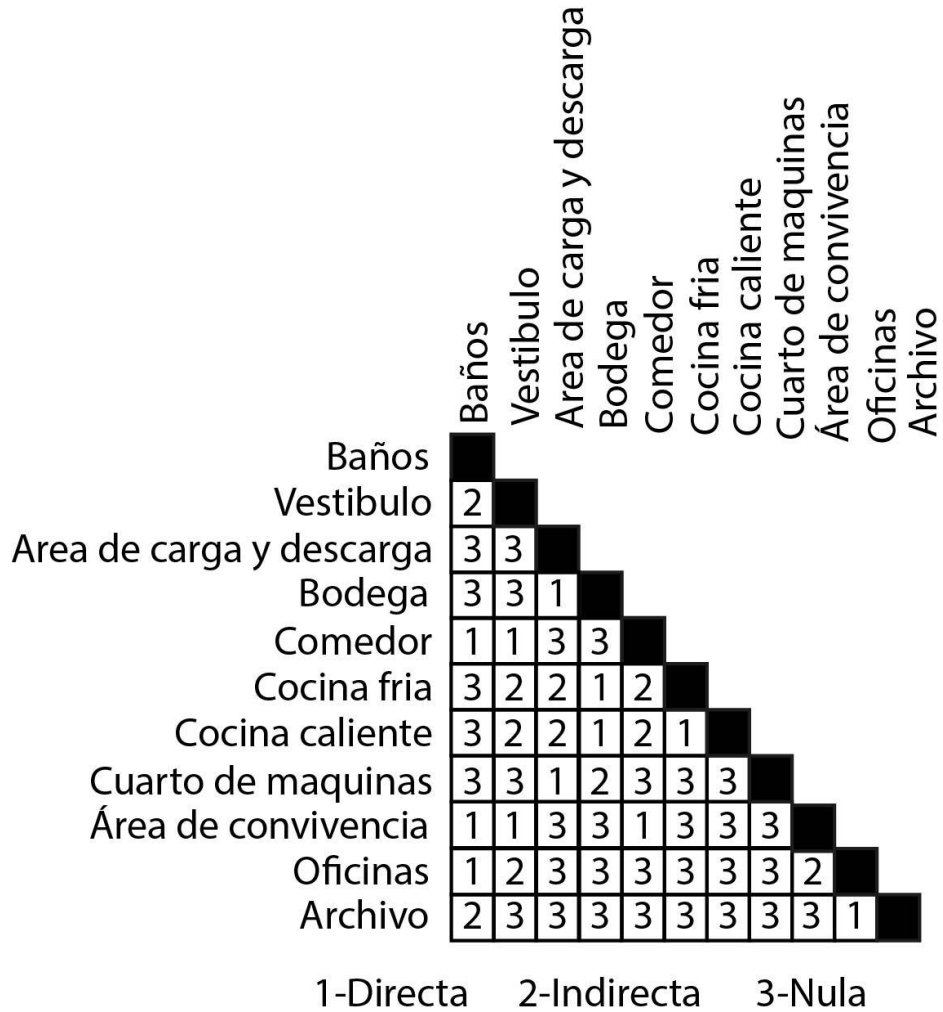 Baños
Vestibulo
Area de carga y descarga
Bodega
Comedor
Cocina fria
Cocina caliente
Cuarto de maquinas
Área de convivencia
Oficinas
Archivo
Baños
Vestibulo 2
Area de carga y descarga 3 3
Bodega 3 3 1
Comedor 1 1 3 3
Cocina fria 3 2 2 1 2
Cocina caliente 3 2 2 1 2 1
Cuarto de maquinas 3 3 1 2 3 3 3
Área de convivencia 1 1 3 3 1 3 3 3
Oficinas 1 2 3 3 3 3 3 3 2
Archivo 2 3 3 3 3 3 3 3 3 1
1-Directa 2-Indirecta 3-Nula